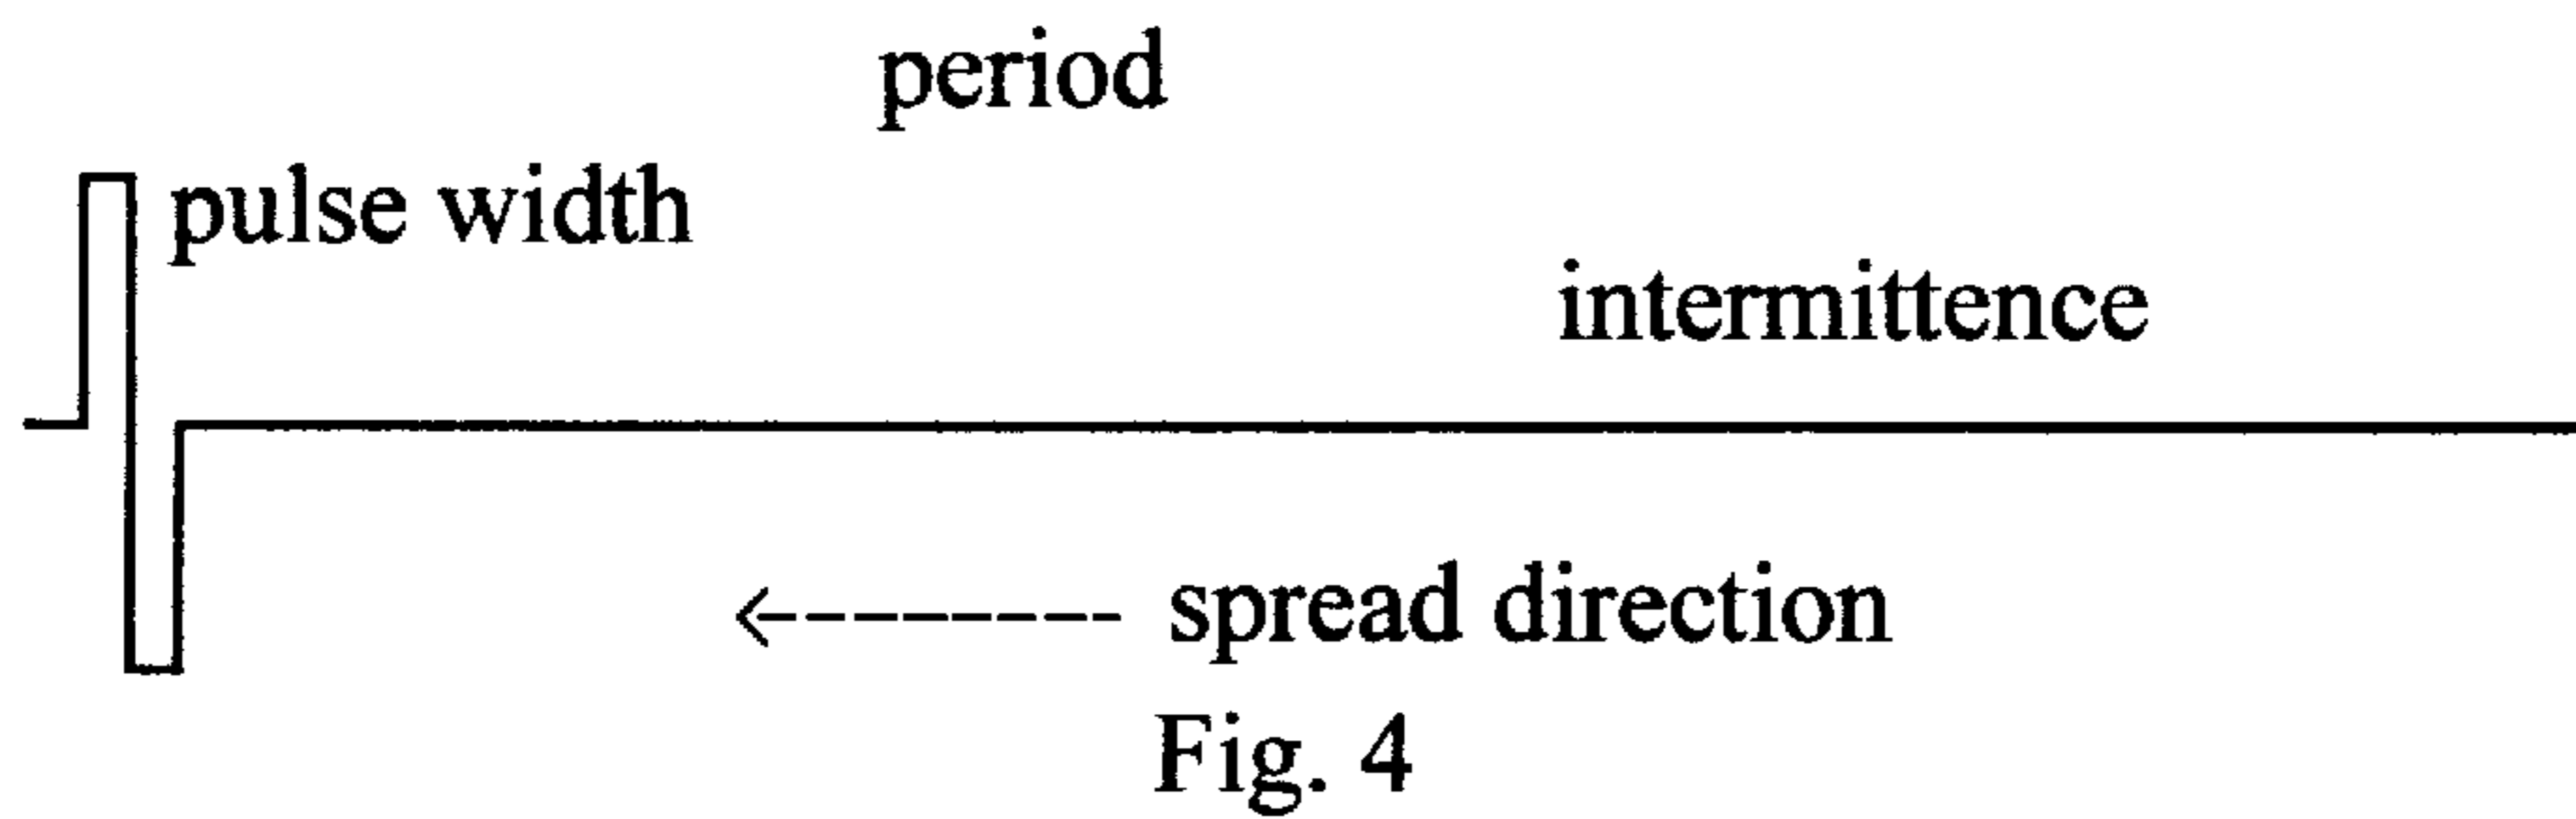 period
pulse width
intermittence
spread direction
Fig. 4